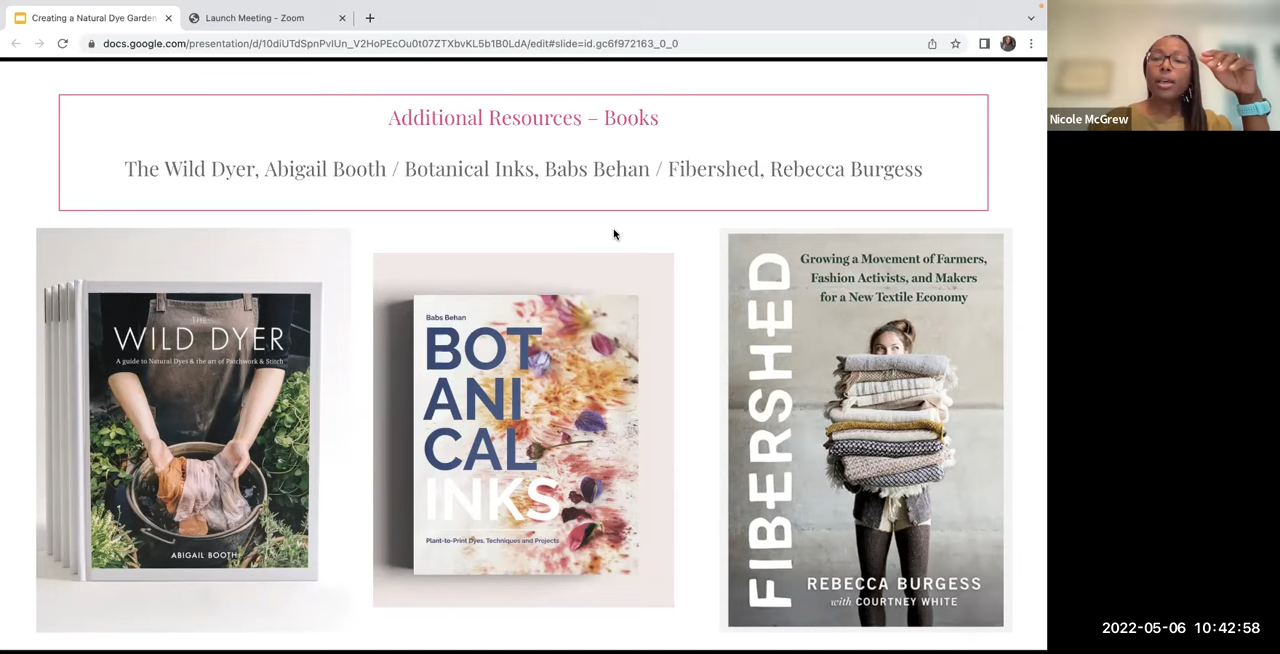 Creating a Natural Dye Garden
Launch Meeting - Zoom
docs.google.com/presentation/d/10diUTdSpnPvIUn_V2HoPEcOu0t07ZTXbvKL5b1B0LdA/edit#slide=id.gc6f972163_0_0
Nicole McGrew
Additional Resources – Books
The Wild Dyer, Abigail Booth / Botanical Inks, Babs Behan / Fibershed, Rebecca Burgess
THE
WILD DYER
A guide to Natural Dyes & the art of Patchwork & Stitch
ABIGAIL BOOTH
Babs Behan
BOT
ANI
CAL
INKS
Plant-to-Print Dyes, Techniques and Projects
FIBERSHED
Growing a Movement of Farmers,
Fashion Activists, and Makers
for a New Textile Economy
REBECCA BURGESS
with COURTNEY WHITE
2022-05-06 10:42:58